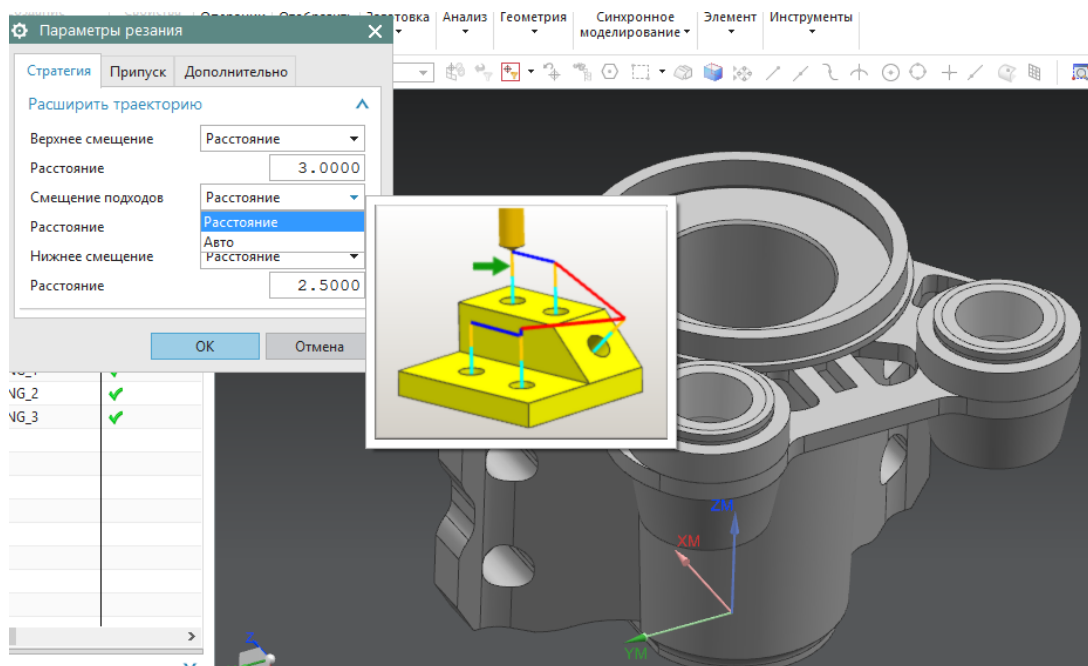 Заготовка Анализ Геометрия Синхронное моделирование Элемент Инструменты
Параметры резания
Стратегия Припуск Дополнительно
Расширить траекторию
Верхнее смещение Расстояние
Расстояние 3.0000
Смещение подходов Расстояние
Расстояние
Расстояние
Авто
Нижнее смещение Расстояние
Расстояние 2.5000
OK Отмена
NG_2
NG_3
ZM
XM
YM
Z